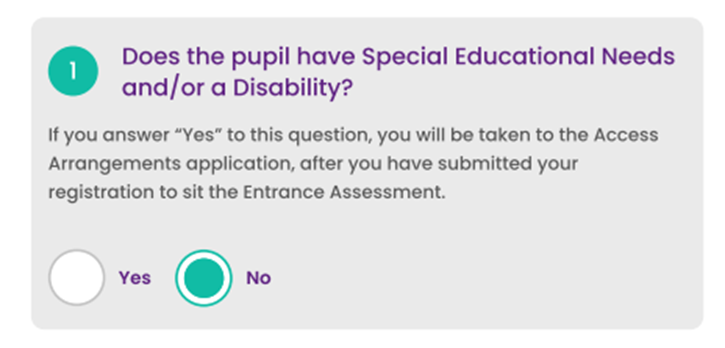 1
Does the pupil have Special Educational Needs
and/or a Disability?
If you answer “Yes” to this question, you will be taken to the Access
Arrangements application, after you have submitted your
registration to sit the Entrance Assessment.
Yes No